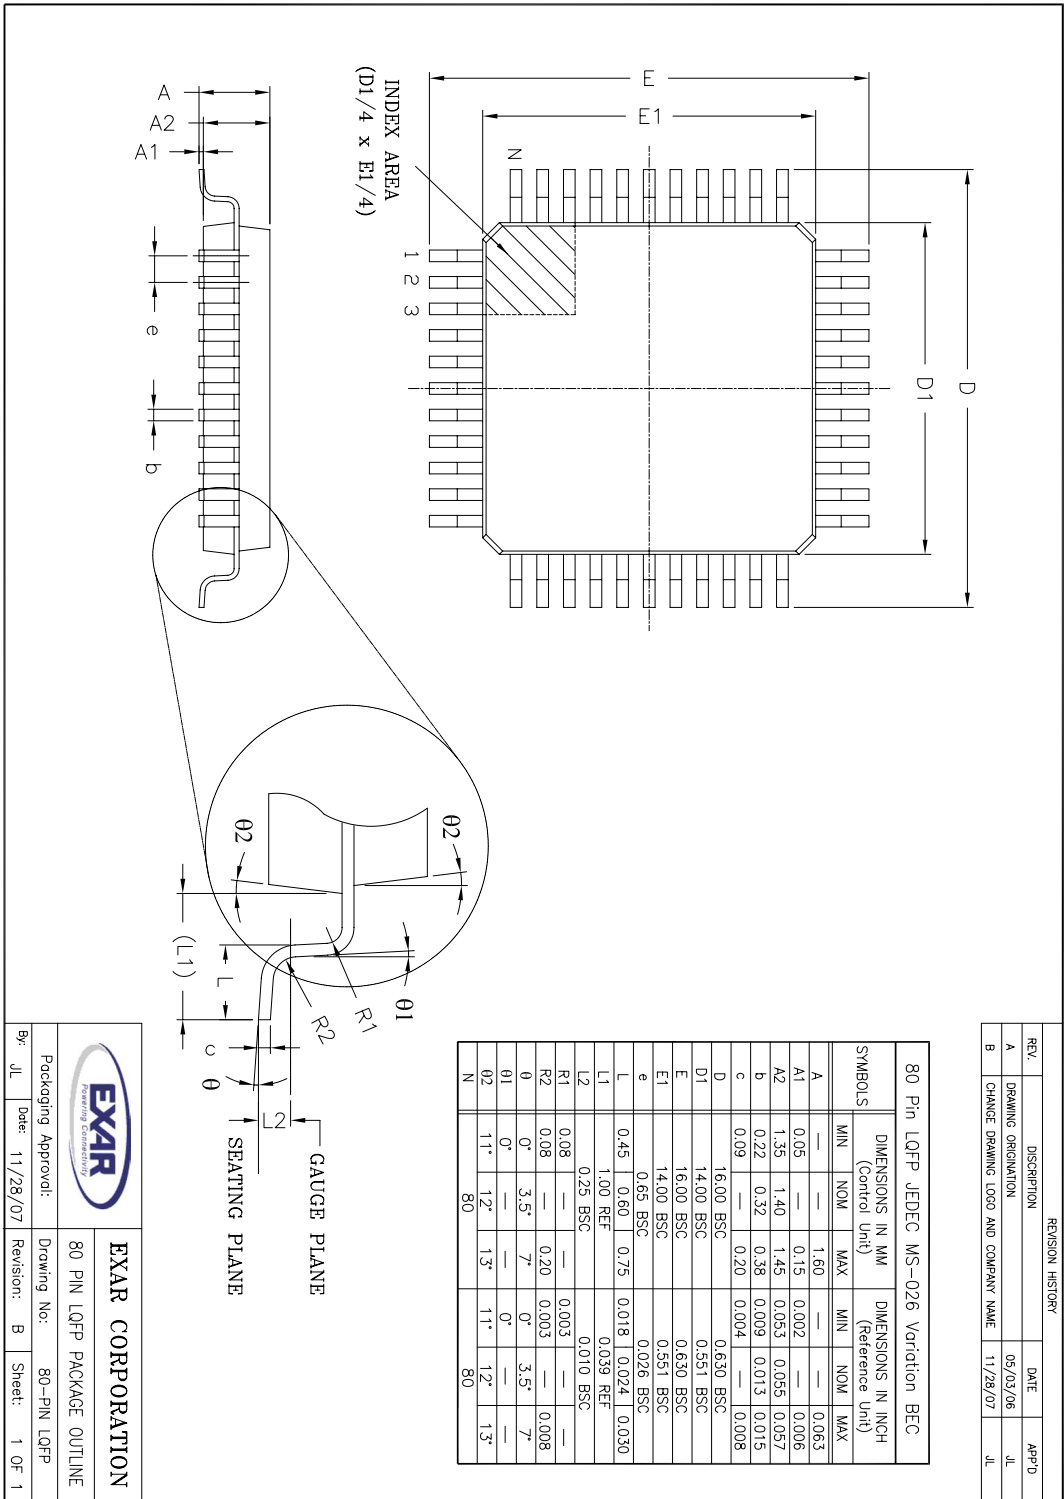 REVISION HISTORY
REV. DISCRIPTION DATE APP'D
A DRAWING ORIGINATION 05/03/06 JL
B CHANGE DRAWING LOGO AND COMPANY NAME 11/28/07 JL
D
D1
E
E1
N
1 2 3
INDEX AREA
(D1/4 x E1/4)
A
A2
A1
e
b
θ2
θ2
(L1)
L
θ1
R1
R2
c
θ
L2
GAUGE PLANE
SEATING PLANE
80 Pin LQFP JEDEC MS-026 Variation BEC
SYMBOLS DIMENSIONS IN MM (Control Unit) DIMENSIONS IN INCH (Reference Unit)
MIN NOM MAX MIN NOM MAX
A — — 1.60 — — 0.063
A1 0.05 — 0.15 0.002 — 0.006
A2 1.35 1.40 1.45 0.053 0.055 0.057
b 0.22 0.32 0.38 0.009 0.013 0.015
c 0.09 — 0.20 0.004 — 0.008
D 16.00 BSC 0.630 BSC
D1 14.00 BSC 0.551 BSC
E 16.00 BSC 0.630 BSC
E1 14.00 BSC 0.551 BSC
e 0.65 BSC 0.026 BSC
L 0.45 0.60 0.75 0.018 0.024 0.030
L1 1.00 REF 0.039 REF
L2 0.25 BSC 0.010 BSC
R1 0.08 — — 0.003 — —
R2 0.08 — 0.20 0.003 — 0.008
θ 0° 3.5° 7° 0° 3.5° 7°
θ1 0° — — 0° — —
θ2 11° 12° 13° 11° 12° 13°
N 80 80
EXAR
Powering Connectivity
EXAR CORPORATION
80 PIN LQFP PACKAGE OUTLINE
Packaging Approval: Drawing No: 80-PIN LQFP
By: JL Date: 11/28/07 Revision: B Sheet: 1 OF 1